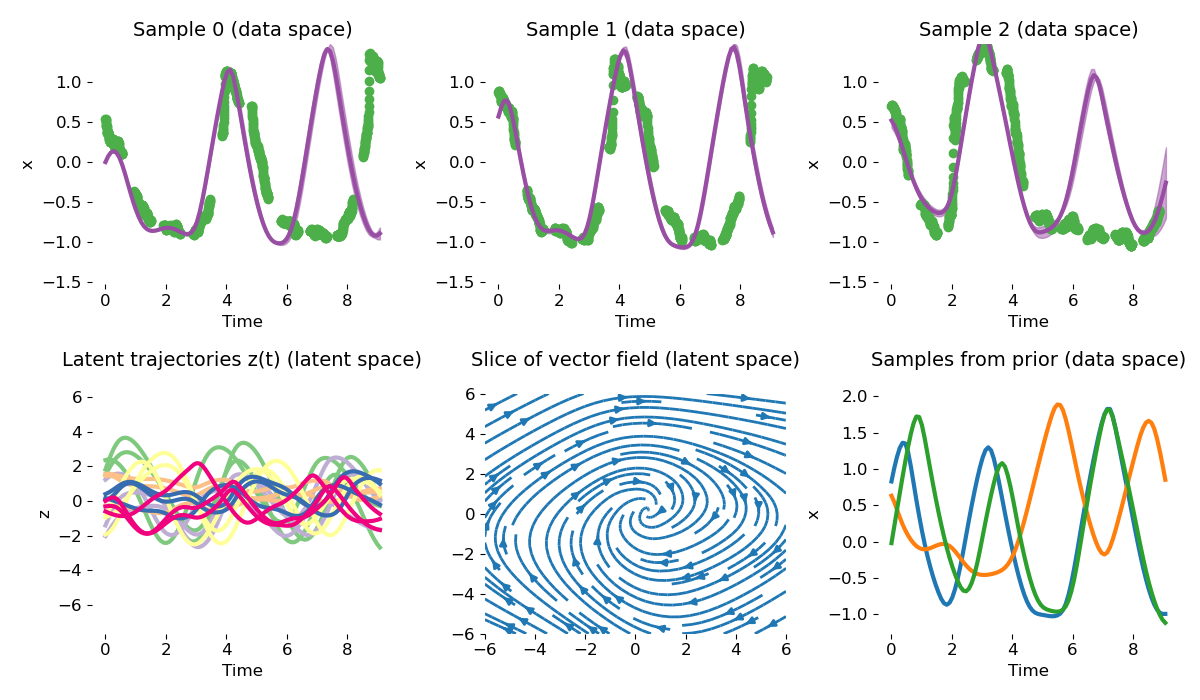 Sample 0 (data space)
Sample 1 (data space)
Sample 2 (data space)
x
1.0
0.5
0.0
−0.5
−1.0
−1.5
0 2 4 6 8
Time
x
1.0
0.5
0.0
−0.5
−1.0
−1.5
0 2 4 6 8
Time
x
1.0
0.5
0.0
−0.5
−1.0
−1.5
0 2 4 6 8
Time
Latent trajectories z(t) (latent space)
Slice of vector field (latent space)
Samples from prior (data space)
z
6
4
2
0
−2
−4
−6
0 2 4 6 8
Time
6
4
2
0
−2
−4
−6
−6 −4 −2 0 2 4 6
x
2.0
1.5
1.0
0.5
0.0
−0.5
−1.0
0 2 4 6 8
Time